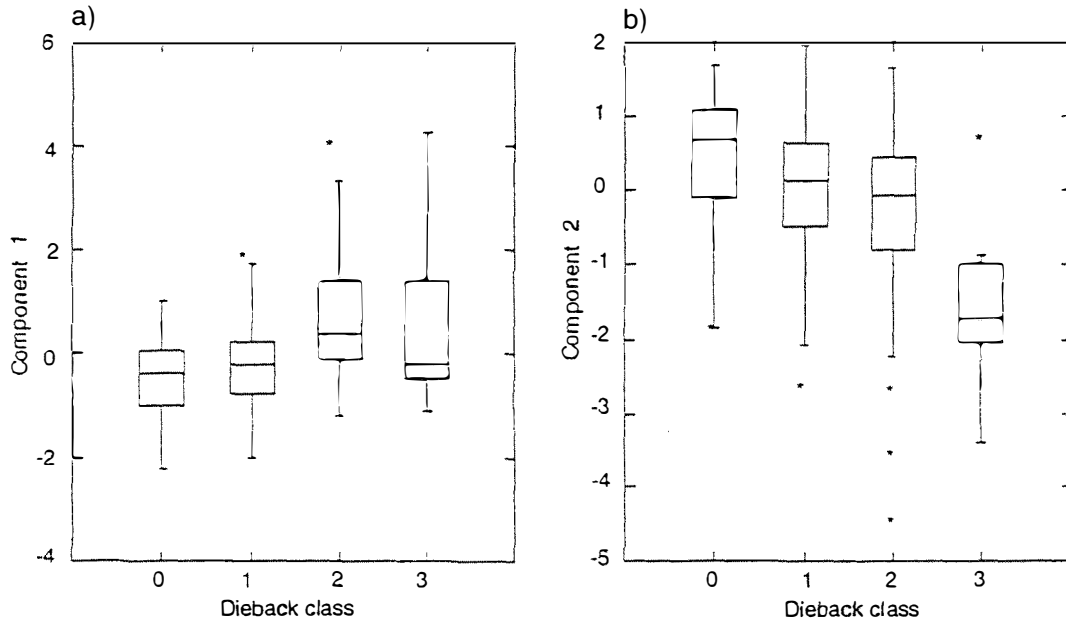 a)
6
4
2
0
-2
-4
Component 1
0 1 2 3
Dieback class
b)
2
1
0
-1
-2
-3
-4
-5
Component 2
0 1 2 3
Dieback class